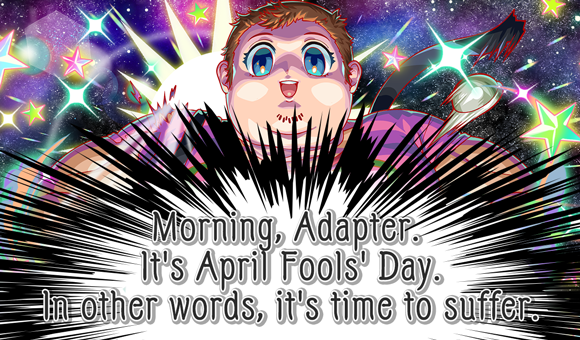 Morning, Adapter.
It's April Fools' Day.
In other words, it's time to suffer.